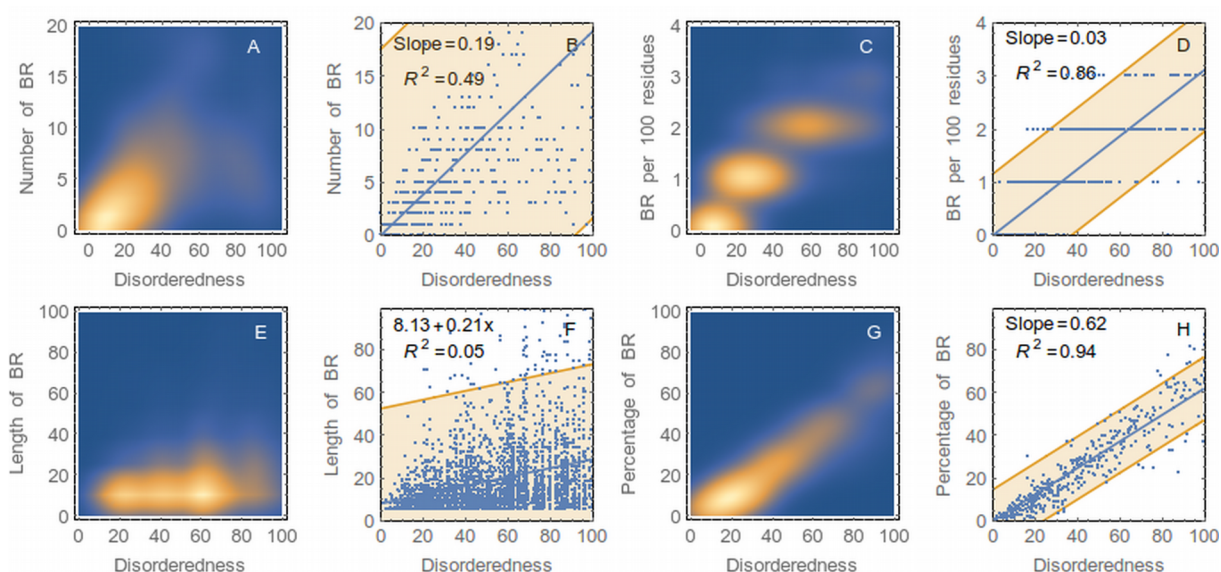 20
15
10
5
0
Number of BR
A
0 20 40 60 80 100
Disorderedness
20
15
10
5
0
Number of BR
Slope=0.19
B
R² =0.49
0 20 40 60 80 100
Disorderedness
4
3
2
1
0
BR per 100 residues
C
0 20 40 60 80 100
Disorderedness
4
3
2
1
0
BR per 100 residues
Slope=0.03
D
R² =0.86
0 20 40 60 80 100
Disorderedness
100
80
60
40
20
0
Length of BR
E
0 20 40 60 80 100
Disorderedness
80
60
40
20
0
Length of BR
8.13+0.21x
F
R² =0.05
0 20 40 60 80 100
Disorderedness
100
80
60
40
20
0
Percentage of BR
G
0 20 40 60 80 100
Disorderedness
80
60
40
20
0
Percentage of BR
Slope=0.62
H
R² =0.94
0 20 40 60 80 100
Disorderedness